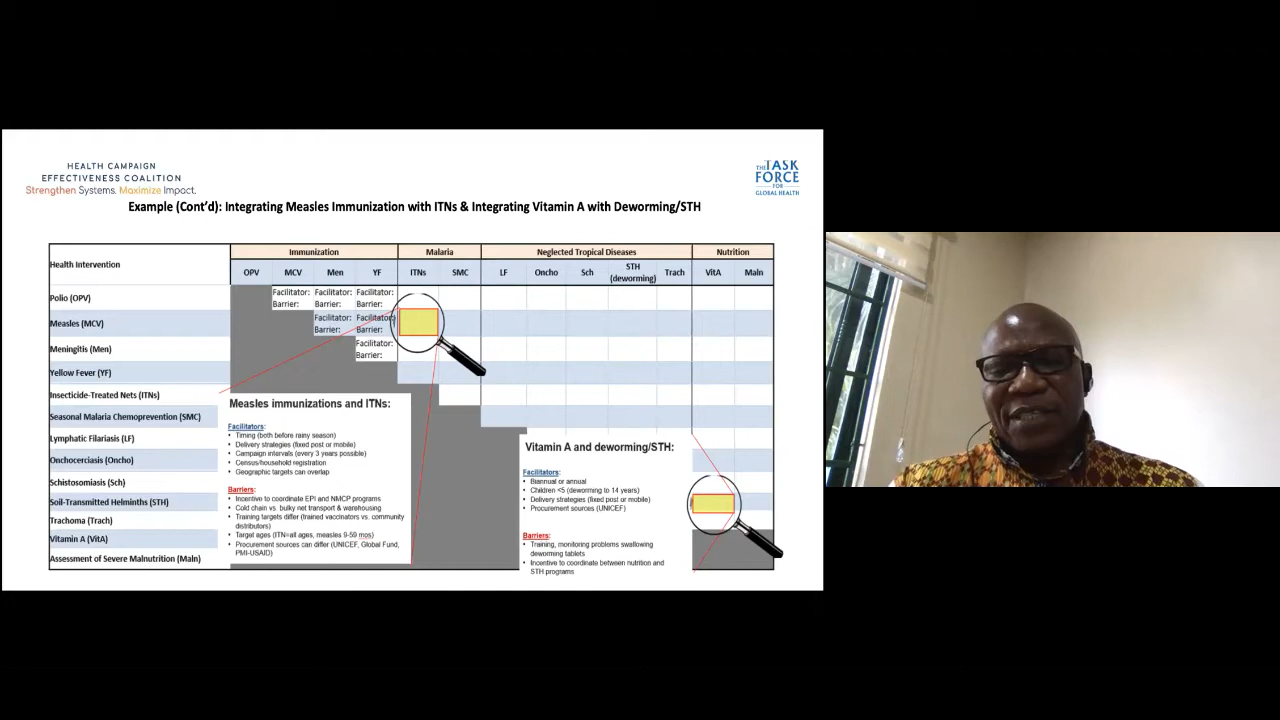 HEALTH CAMPAIGN
EFFECTIVENESS COALITION
Strengthen Systems. Maximize Impact.
THE TASK
FORCE
FOR
GLOBAL HEALTH
Example (Cont'd): Integrating Measles Immunization with ITNs & Integrating Vitamin A with Deworming/STH
Health Intervention
Immunization Malaria Neglected Tropical Diseases Nutrition
OPV MCV Men YF ITNs SMC LF Oncho Sch STH (deworming) Trach VitA Maln
Polio (OPV)
Facilitator: Facilitator: Facilitator:
Barrier: Barrier: Barrier:
Measles (MCV)
Facilitator: Facilitator:
Barrier: Barrier:
Meningitis (Men)
Facilitator:
Barrier:
Yellow Fever (YF)
Insecticide-Treated Nets (ITNs)
Seasonal Malaria Chemoprevention (SMC)
Lymphatic Filariasis (LF)
Onchocerciasis (Oncho)
Schistosomiasis (Sch)
Soil-Transmitted Helminths (STH)
Trachoma (Trach)
Vitamin A (VitA)
Assessment of Severe Malnutrition (Maln)
Measles immunizations and ITNs:
Facilitators:
• Timing (both before rainy season)
• Delivery strategies (fixed post or mobile)
• Campaign intervals (every 3 years possible)
• Census/household registration
• Geographic targets can overlap
Barriers:
• Incentive to coordinate EPI and NMCP programs
• Cold chain vs. bulky net transport & warehousing
• Training targets differ (trained vaccinators vs. community
distributors)
• Target ages (ITN=all ages, measles 9-59 mos)
• Procurement sources can differ (UNICEF, Global Fund,
PMI-USAID)
Vitamin A and deworming/STH:
Facilitators:
• Biannual or annual
• Children <5 (deworming to 14 years)
• Delivery strategies (fixed post or mobile)
• Procurement sources (UNICEF)
Barriers:
• Training, monitoring problems swallowing
deworming tablets
• Incentive to coordinate between nutrition and
STH programs